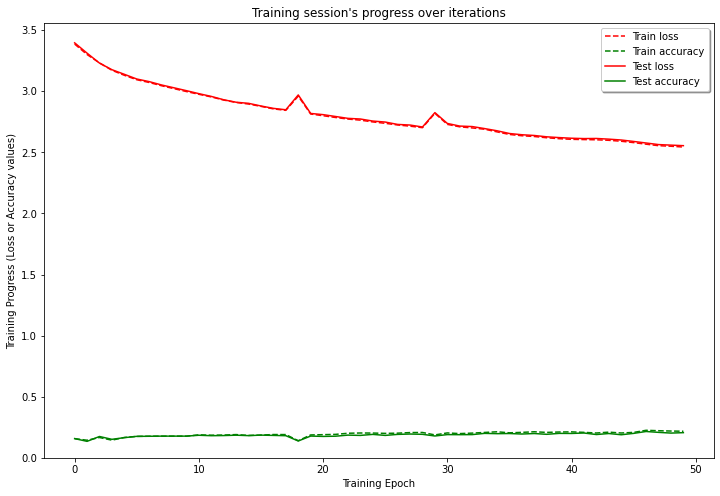 Training session's progress over iterations
Train loss
Train accuracy
Test loss
Test accuracy
3.5
3.0
2.5
2.0
1.5
1.0
0.5
0.0
Training Progress (Loss or Accuracy values)
0 10 20 30 40 50
Training Epoch